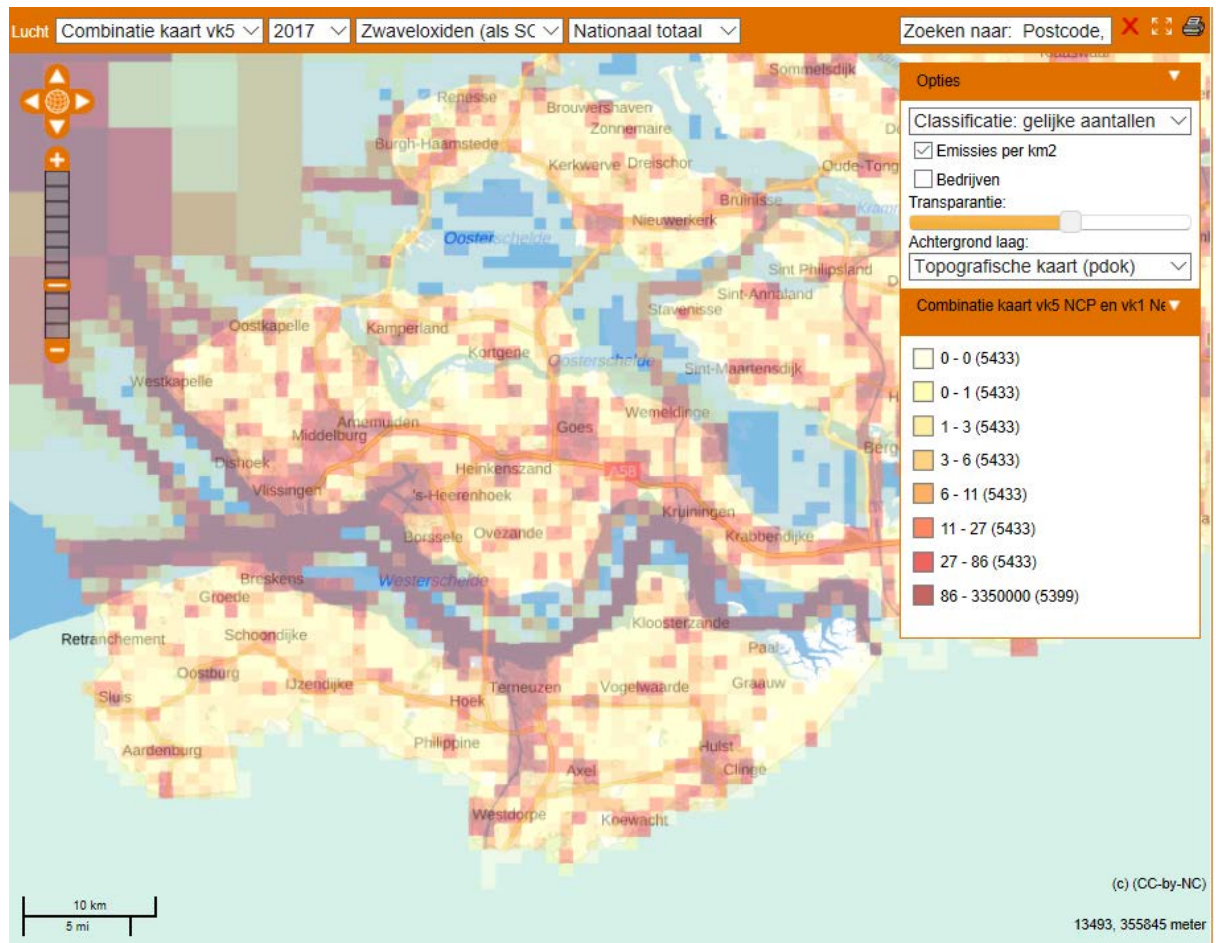 Lucht Combinatie kaart vk5 2017 Zwaveloxiden (als SO Nationaal totaal Zoeken naar: Postcode,
Opties
Classificatie: gelijke aantallen
Emissies per km2
Bedrijven
Transparantie:
Achtergrond laag:
Topografische kaart (pdok)
Combinatie kaart vk5 NCP en vk1 Ne
0 - 0 (5433)
0 - 1 (5433)
1 - 3 (5433)
3 - 6 (5433)
6 - 11 (5433)
11 - 27 (5433)
27 - 86 (5433)
86 - 3350000 (5399)
Sommelsdijk
Renesse
Brouwershaven
Zonnemaire
Burgh-Haamstede
Kerkwerve Dreischor
Oude-Tong
Bruinisse
Kramm
Nieuwerkerk
Oosterschelde
Sint Philipsland
Sint-Annaland
Stavenisse
Oostkapelle
Kamperland
Kortgene
Oosterschelde
Sint-Maartensdijk
Westkapelle
Wemeldinge
Arnemuiden
Middelburg
Goes
Berg
Dishoek
Heinkenszand
A58
Vlissingen
's-Heerenhoek
Kruiningen
Borssele
Ovezande
Krabbendijke
Breskens
Westerschelde
Groede
Retranchement
Schoondijke
Kloosterzande
Paal
Oostburg
IJzendijke
Terneuzen
Vogelwaarde
Graauw
Sluis
Hoek
Philippine
Hulst
Aardenburg
Axel
Clinge
Westdorpe
Koewacht
10 km
5 mi
(c) (CC-by-NC)
13493, 355845 meter